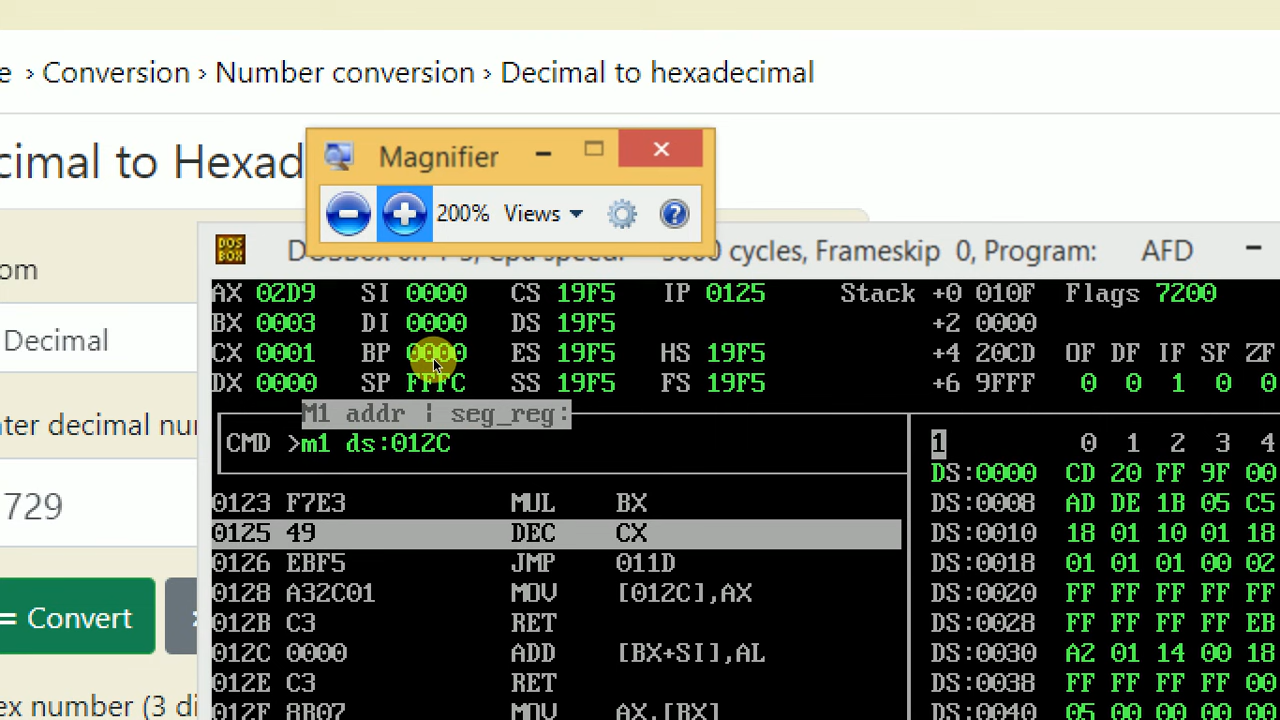 e › Conversion › Number conversion › Decimal to hexadecimal
cimal to Hexad
Magnifier
200% Views
om
cycles, Frameskip 0, Program: AFD
AX 02D9 SI 0000 CS 19F5 IP 0125 Stack +0 010F Flags 7200
BX 0003 DI 0000 DS 19F5 +2 0000
Decimal
CX 0001 BP 0000 ES 19F5 HS 19F5 +4 20CD OF DF IF SF ZF
DX 0000 SP FFFC SS 19F5 FS 19F5 +6 9FFF 0 0 1 0 0
M1 addr | seg_reg:
ter decimal nu
CMD >m1 ds:012C
1 0 1 2 3 4
DS:0000 CD 20 FF 9F 00
729
0123 F7E3 MUL BX DS:0008 AD DE 1B 05 C5
0125 49 DEC CX DS:0010 18 01 10 01 18
0126 EBF5 JMP 011D DS:0018 01 01 01 00 02
0128 A32C01 MOV [012C],AX DS:0020 FF FF FF FF FF
= Convert
012B C3 RET DS:0028 FF FF FF FF EB
012C 0000 ADD [BX+SI],AL DS:0030 A2 01 14 00 18
012E C3 RET DS:0038 FF FF FF FF 00
ex number (3 di
012F 8B07 MOV AX,[BX] DS:0040 05 00 00 00 00